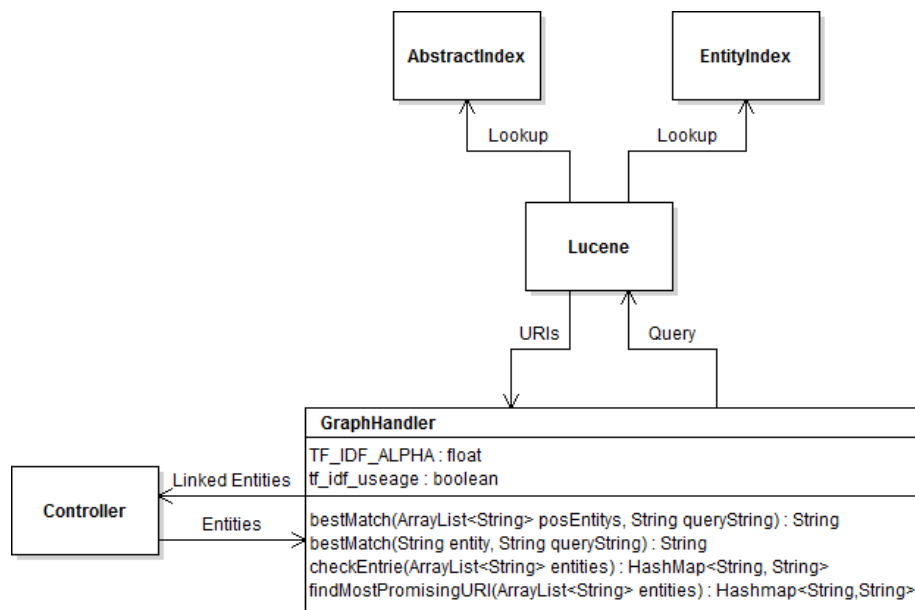 AbstractIndex
EntityIndex
Lookup
Lookup
Lucene
URIs
Query
GraphHandler
TF_IDF_ALPHA : float
tf_idf_useage : boolean
Linked Entities
Controller
Entities
bestMatch(ArrayList<String> posEntitys, String queryString) : String
bestMatch(String entity, String queryString) : String
checkEntrie(ArrayList<String> entities) : HashMap<String, String>
findMostPromisingURI(ArrayList<String> entities) : Hashmap<String,String>